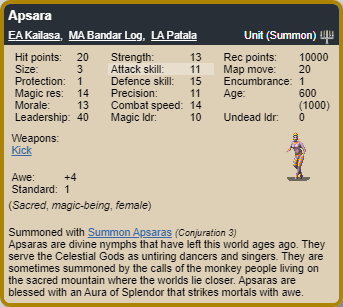 Apsara
EA Kailasa, MA Bandar Log, LA Patala Unit (Summon)
Hit points: 20 Strength: 13 Rec points: 10000
Size: 3 Attack skill: 11 Map move: 20
Protection: 1 Defence skill: 15 Encumbrance: 1
Magic res: 14 Precision: 11 Age: 600
Morale: 13 Combat speed: 14 (1000)
Leadership: 40 Magic ldr: 10 Undead ldr: 0
Weapons:
Kick
Awe: +4
Standard: 1
(Sacred, magic-being, female)
Summoned with Summon Apsaras (Conjuration 3)
Apsaras are divine nymphs that have left this world ages ago. They
serve the Celestial Gods as untiring dancers and singers. They are
sometimes summoned by the calls of the monkey people living on
the sacred mountain where the worlds lie closer. Apsaras are
blessed with an Aura of Splendor that strikes mortals with awe.